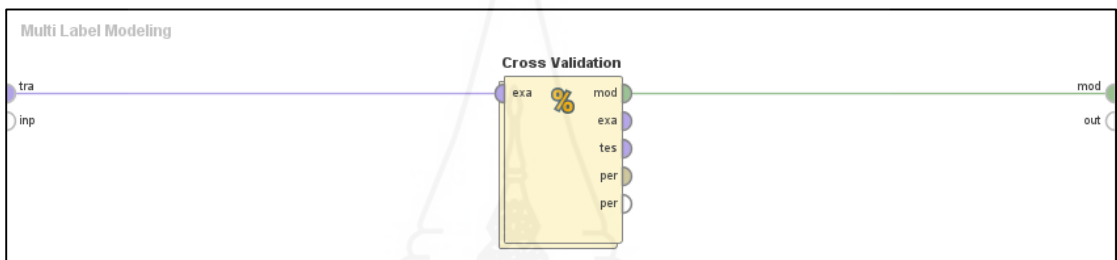 Multi Label Modeling
Cross Validation
tra exa % mod mod
inp exa out
tes
per
per